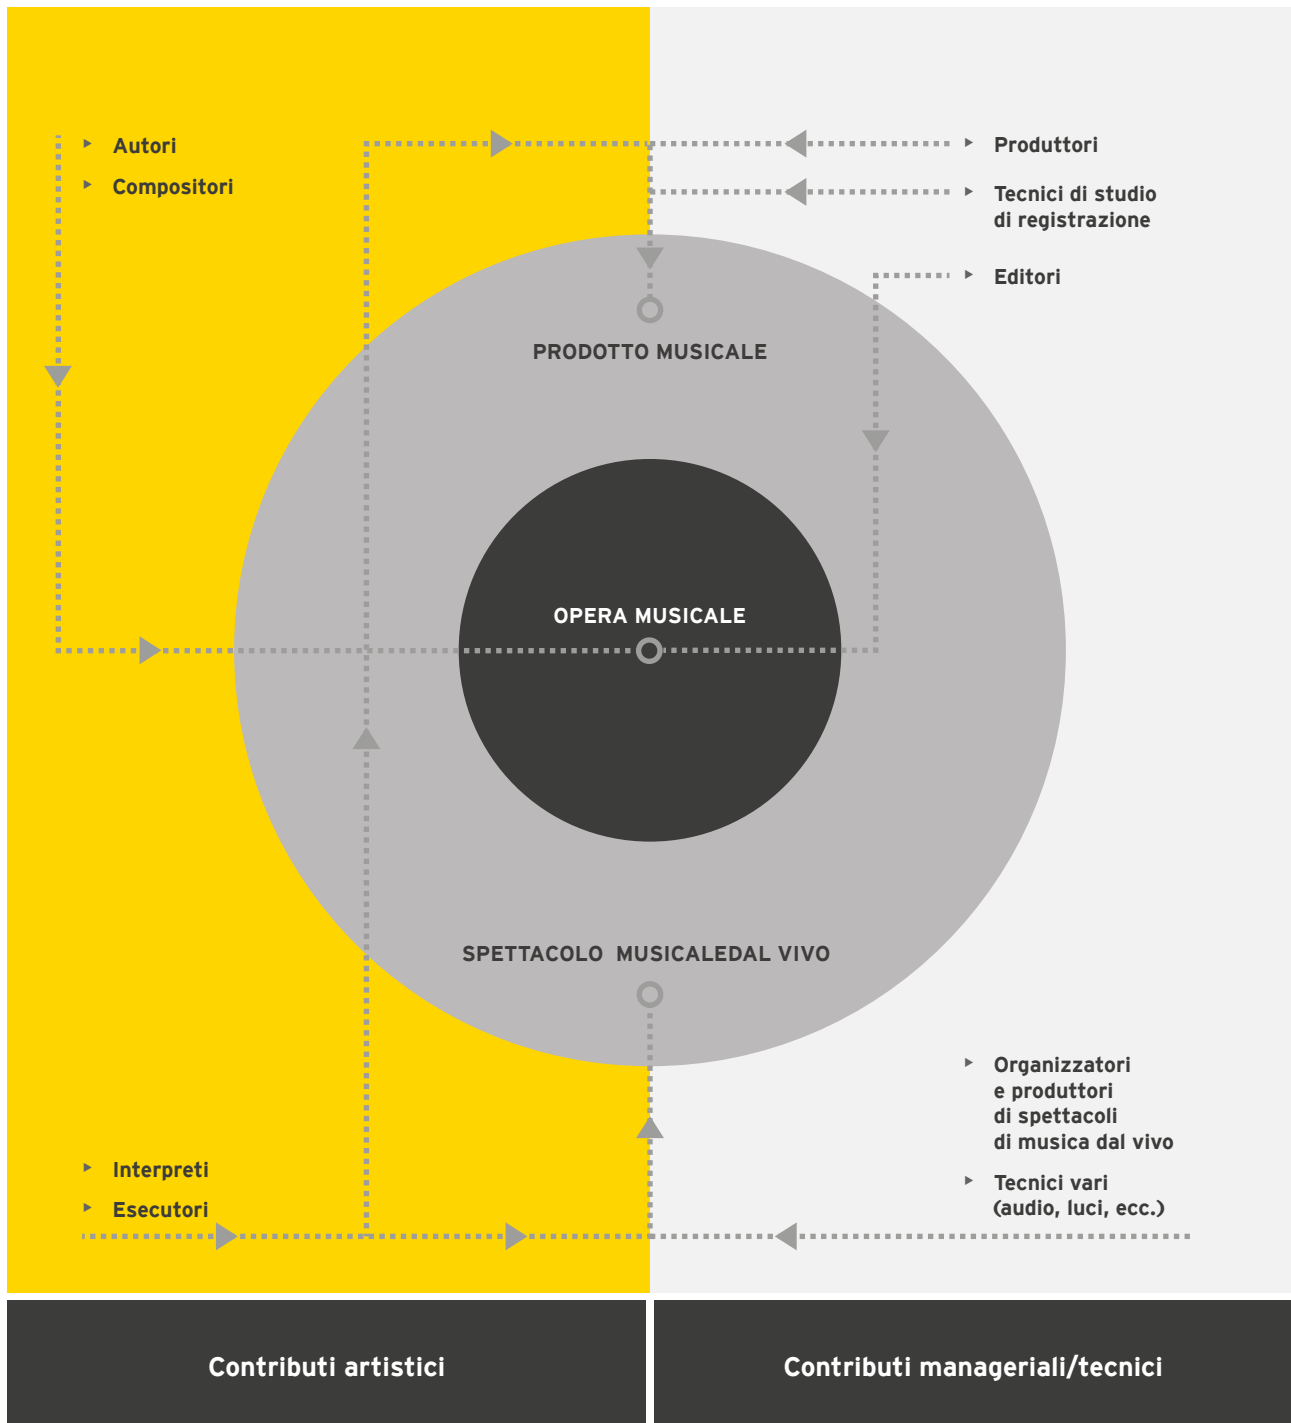 Autori
Compositori
Produttori
Tecnici di studio
di registrazione
Editori
PRODOTTO MUSICALE
OPERA MUSICALE
SPETTACOLO  MUSICALEDAL VIVO
Interpreti
Esecutori
Organizzatori
e produttori
di spettacoli
di musica dal vivo
Tecnici vari
(audio, luci, ecc.)
Contributi artistici
Contributi manageriali/tecnici